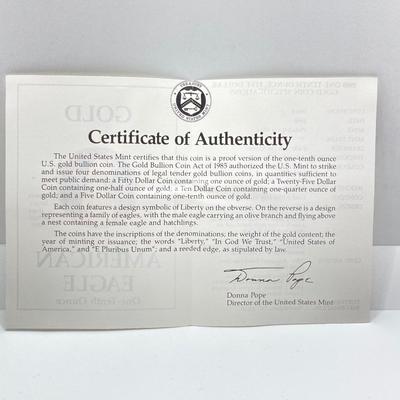 Certificate of Authenticity
The United States Mint certifies that this coin is a proof version of the one-tenth ounce
U.S. gold bullion coin. The Gold Bullion Coin Act of 1985 authorized the U.S. Mint to strike
and issue four denominations of legal tender gold bullion coins, in quantities sufficient to
meet public demand: a Fifty Dollar Coin containing one ounce of gold; a Twenty-Five Dollar
Coin containing one-half ounce of gold; a Ten Dollar Coin containing one-quarter ounce of
gold; and a Five Dollar Coin containing one-tenth ounce of gold.
Each coin features a design symbolic of Liberty on the obverse. On the reverse is a design
representing a family of eagles, with the male eagle carrying an olive branch and flying above
a nest containing a female eagle and hatchlings.
The coins have the inscriptions of the denominations; the weight of the gold content; the
year of minting or issuance; the words "Liberty," "In God We Trust," "United States of
America," and "E Pluribus Unum"; and a reeded edge, as stipulated by law.
Donna Pope
Donna Pope
Director of the United States Mint
GOLD
AMERICAN
EAGLE
One-Tenth Ounce